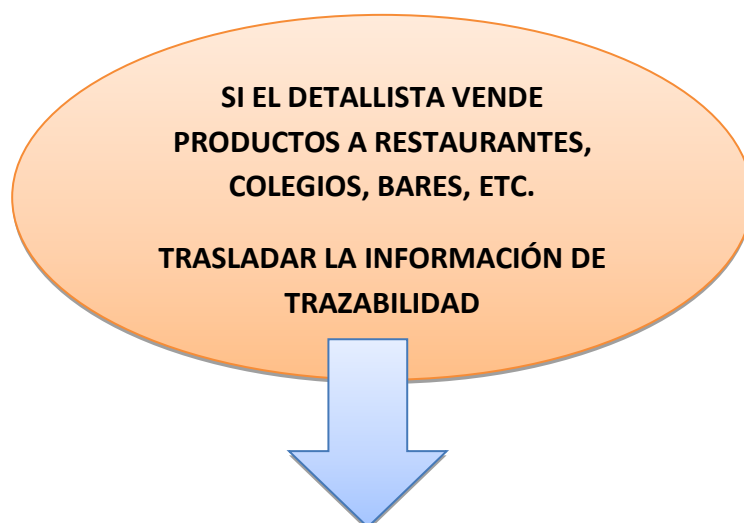 SI EL DETALLISTA VENDE
PRODUCTOS A RESTAURANTES,
COLEGIOS, BARES, ETC.
TRASLADAR LA INFORMACIÓN DE
TRAZABILIDAD